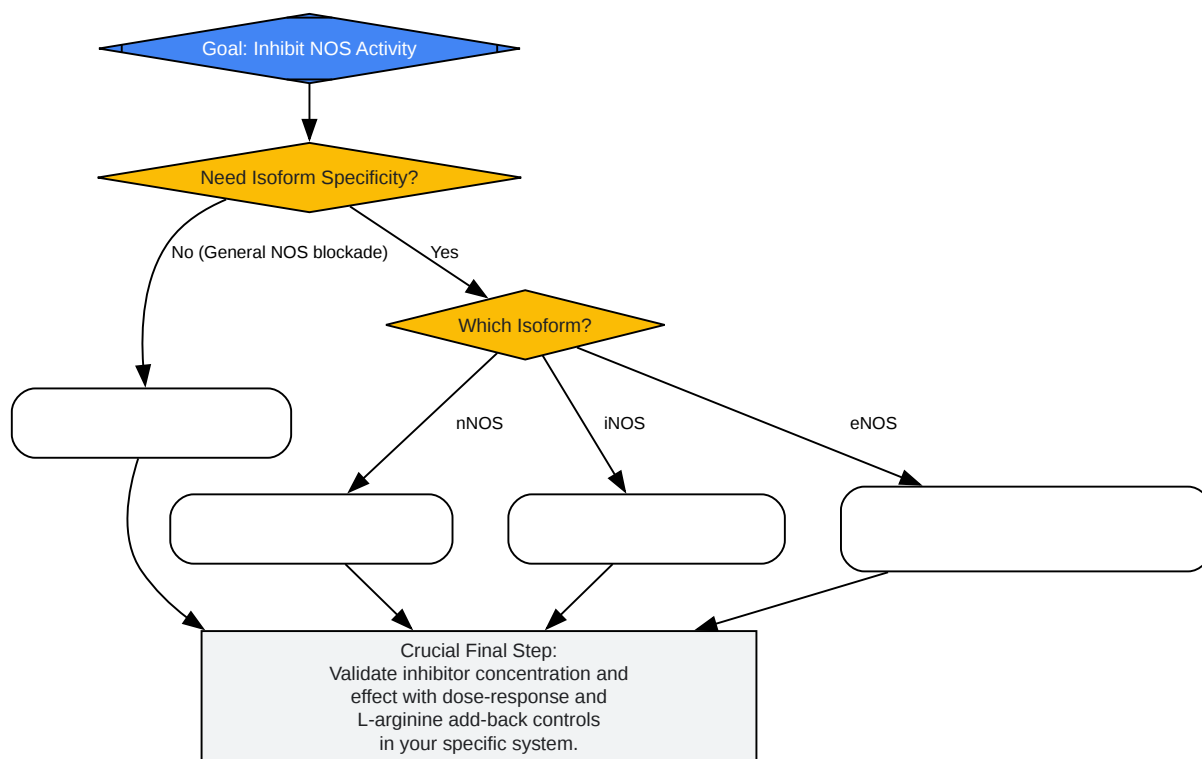 Goal: Inhibit NOS Activity
Need Isoform Specificity?
No (General NOS blockade)
Yes
Which Isoform?
nNOS
iNOS
eNOS
Crucial Final Step:
Validate inhibitor concentration and
effect with dose-response and
L-arginine add-back controls
in your specific system.